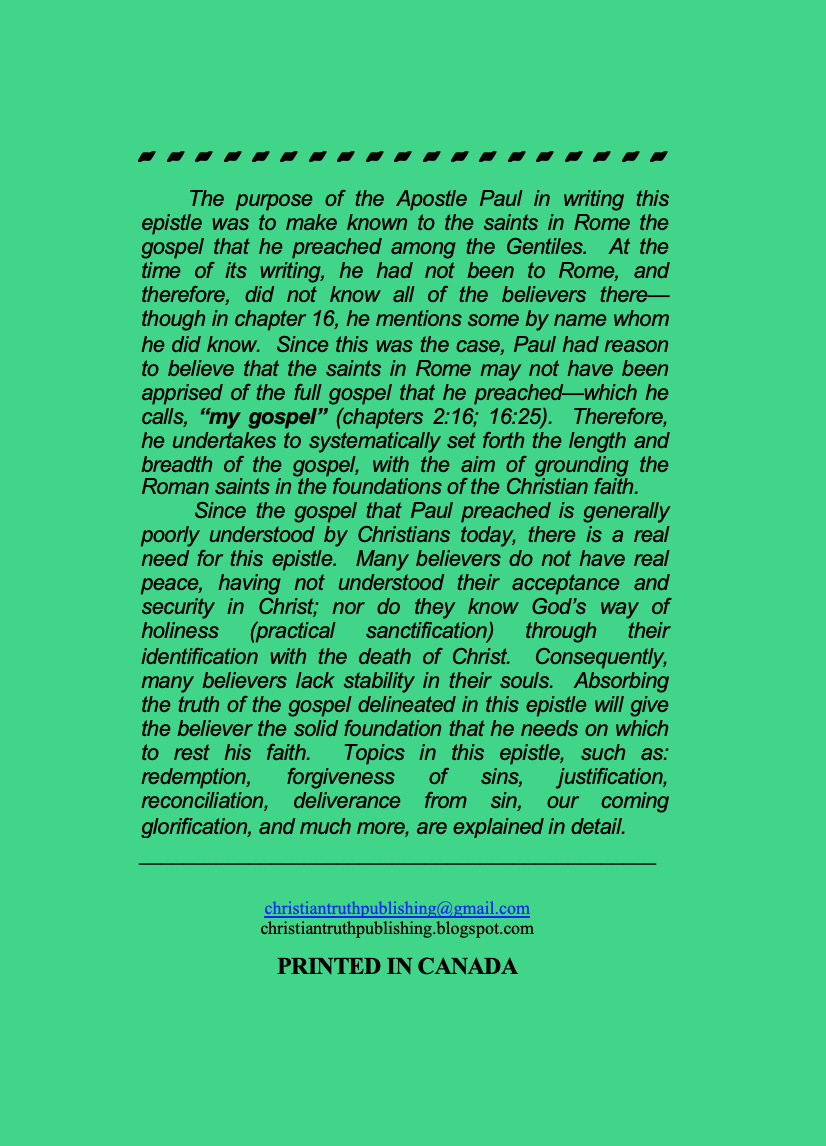 The purpose of the Apostle Paul in writing this
epistle was to make known to the saints in Rome the
gospel that he preached among the Gentiles.  At the
time of its writing, he had not been to Rome, and
therefore, did not know all of the believers there—
though in chapter 16, he mentions some by name whom
he did know.  Since this was the case, Paul had reason
to believe that the saints in Rome may not have been
apprised of the full gospel that he preached—which he
calls, “my gospel” (chapters 2:16; 16:25).  Therefore,
he undertakes to systematically set forth the length and
breadth of the gospel, with the aim of grounding the
Roman saints in the foundations of the Christian faith.
Since the gospel that Paul preached is generally
poorly understood by Christians today, there is a real
need for this epistle.  Many believers do not have real
peace, having not understood their acceptance and
security in Christ; nor do they know God’s way of
holiness (practical sanctification) through their
identification with the death of Christ.  Consequently,
many believers lack stability in their souls.  Absorbing
the truth of the gospel delineated in this epistle will give
the believer the solid foundation that he needs on which
to rest his faith.  Topics in this epistle, such as:
redemption, forgiveness of sins, justification,
reconciliation, deliverance from sin, our coming
glorification, and much more, are explained in detail.
christiantruthpublishing@gmail.com
christiantruthpublishing.blogspot.com
PRINTED IN CANADA